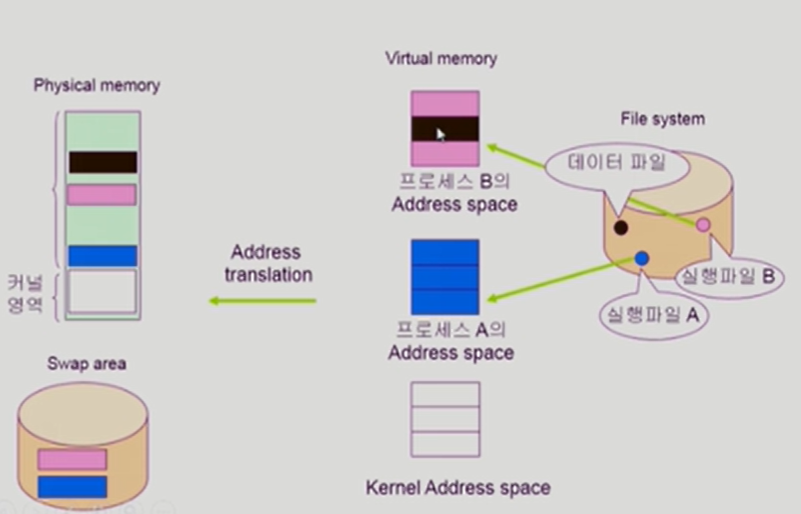 Virtual memory
Physical memory
File system
데이터 파일
프로세스 B의
Address space
Address
translation
커널
영역
실행파일 B
실행파일 A
프로세스 A의
Address space
Swap area
Kernel Address space